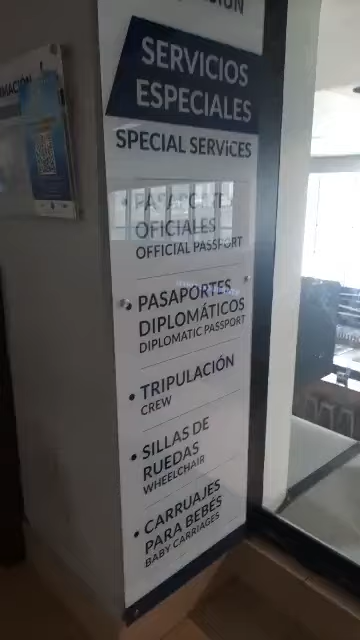 SERVICIOS
ESPECIALES
SPECIAL SERVICES
• PASAPORTES
OFICIALES
OFFICIAL PASSPORT
• PASAPORTES
DIPLOMÁTICOS
DIPLOMATIC PASSPORT
• TRIPULACIÓN
CREW
• SILLAS DE
RUEDAS
WHEELCHAIR
• CARRUAJES
PARA BEBÉS
BABY CARRIAGES